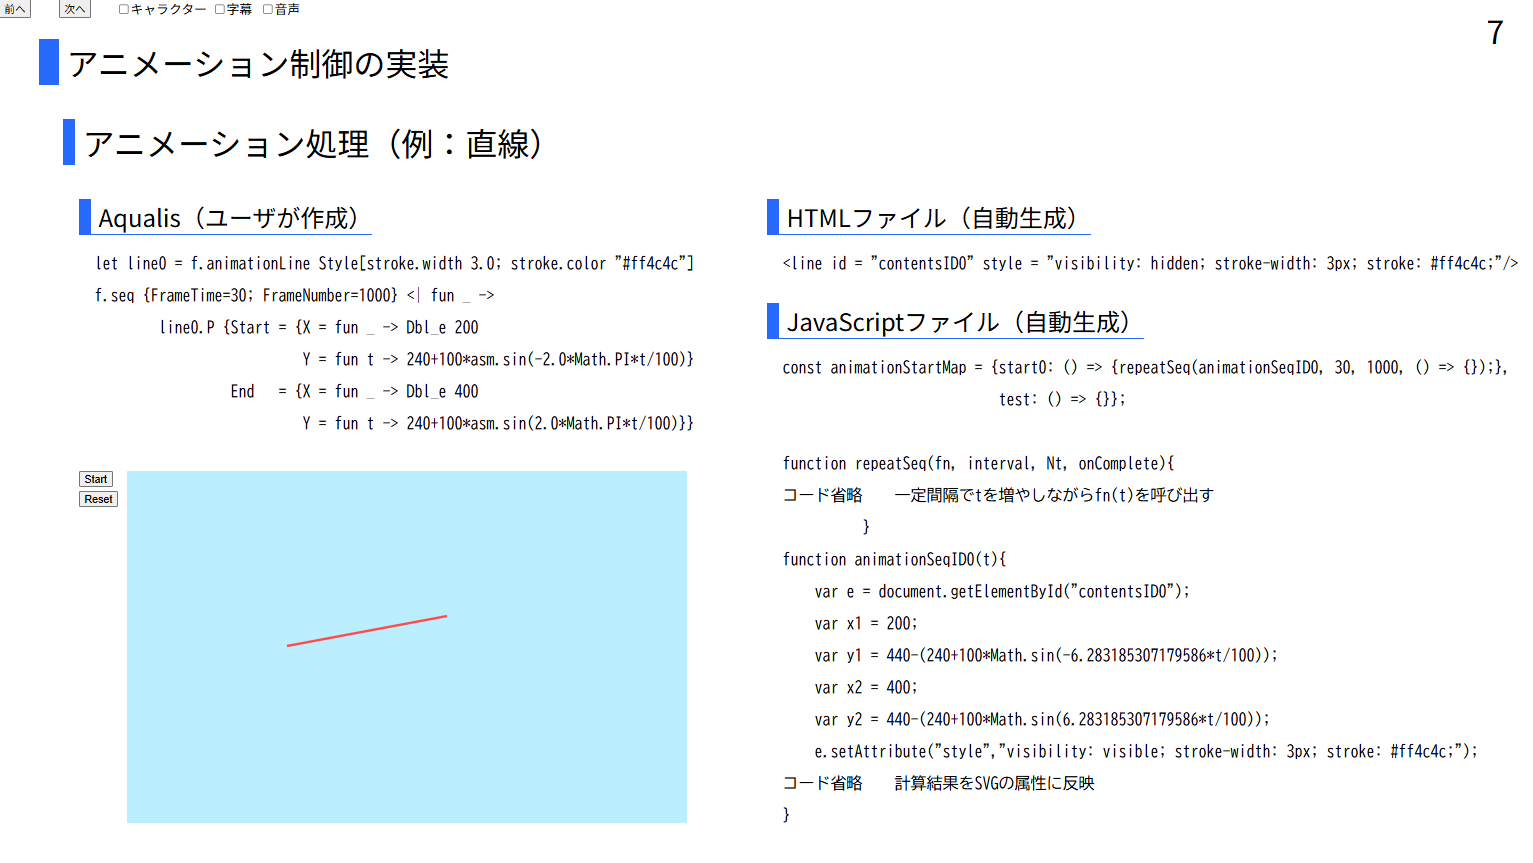 前へ 次へ キャラクター 字幕 音声
7
アニメーション制御の実装
アニメーション処理（例：直線）
Aqualis（ユーザが作成）
let line0 = f.animationLine Style[stroke.width 3.0; stroke.color "#ff4c4c"]
f.seq {FrameTime=30; FrameNumber=1000} <| fun _ ->
line0.P {Start = {X = fun _ -> Dbl_e 200
Y = fun t -> 240+100*asm.sin(-2.0*Math.PI*t/100)}
End = {X = fun _ -> Dbl_e 400
Y = fun t -> 240+100*asm.sin(2.0*Math.PI*t/100)}}
Start
Reset
HTMLファイル（自動生成）
<line id = "contentsID0" style = "visibility: hidden; stroke-width: 3px; stroke: #ff4c4c;"/>
JavaScriptファイル（自動生成）
const animationStartMap = {start0: () => {repeatSeq(animationSeqID0, 30, 1000, () => {});},
test: () => {}};
function repeatSeq(fn, interval, Nt, onComplete){
コード省略　　一定間隔でtを増やしながらfn(t)を呼び出す
}
function animationSeqID0(t){
var e = document.getElementById("contentsID0");
var x1 = 200;
var y1 = 440-(240+100*Math.sin(-6.283185307179586*t/100));
var x2 = 400;
var y2 = 440-(240+100*Math.sin(6.283185307179586*t/100));
e.setAttribute("style","visibility: visible; stroke-width: 3px; stroke: #ff4c4c;");
コード省略　　計算結果をSVGの属性に反映
}